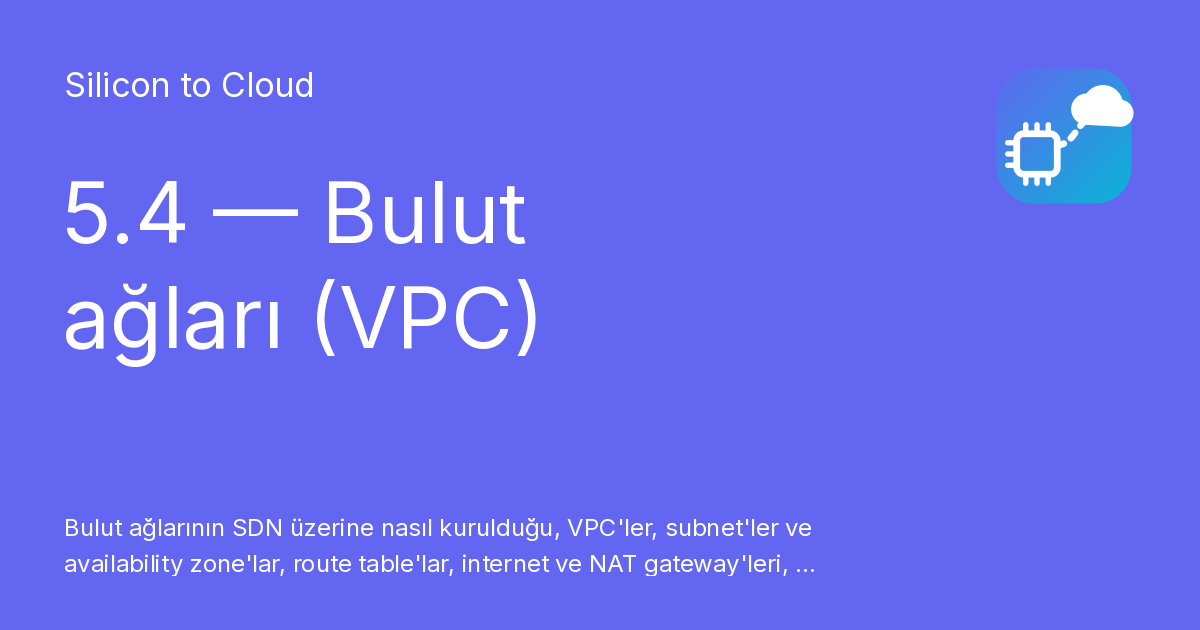 Silicon to Cloud
5.4 — Bulut
ağları (VPC)
Bulut ağlarının SDN üzerine nasıl kurulduğu, VPC'ler, subnet'ler ve
availability zone'lar, route table'lar, internet ve NAT gateway'leri, ...